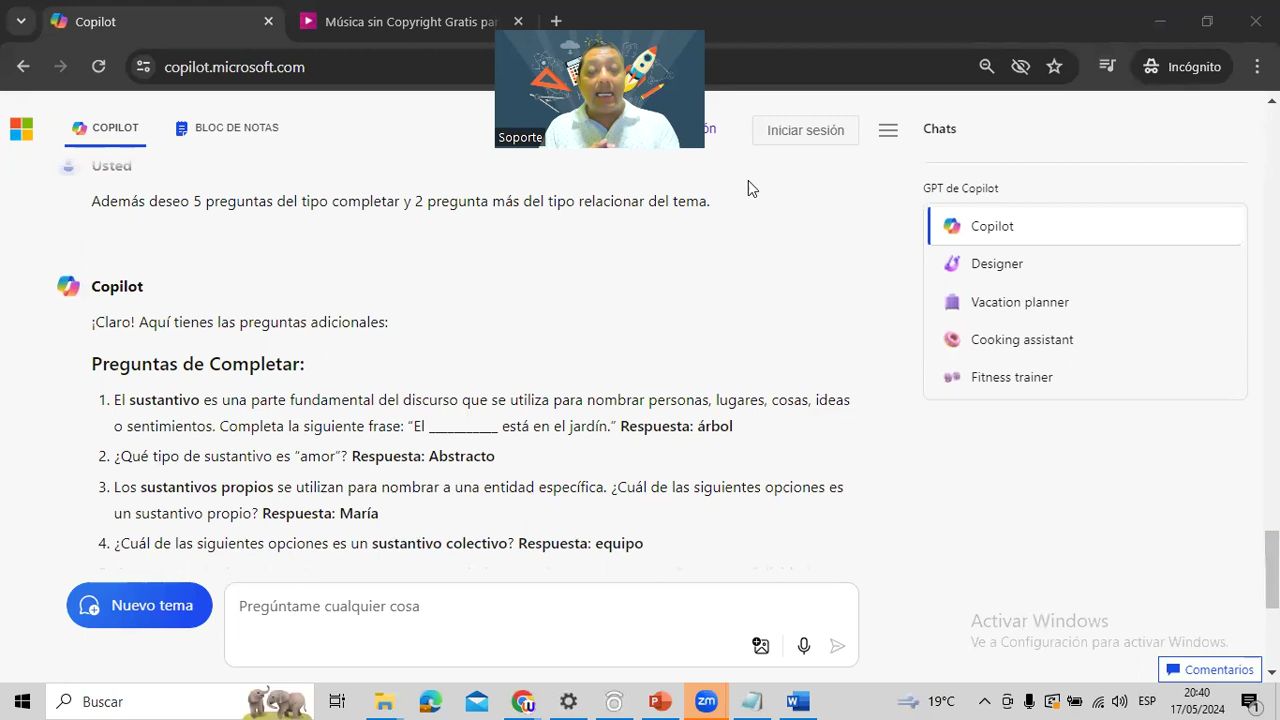 Copilot
Música sin Copyright Gratis par
copilot.microsoft.com
Incógnito
COPILOT
BLOC DE NOTAS
Soporte
ón
Iniciar sesión
Chats
Usted
Además deseo 5 preguntas del tipo completar y 2 pregunta más del tipo relacionar del tema.
GPT de Copilot
Copilot
Designer
Vacation planner
Cooking assistant
Fitness trainer
Copilot
¡Claro! Aquí tienes las preguntas adicionales:
Preguntas de Completar:
1. El sustantivo es una parte fundamental del discurso que se utiliza para nombrar personas, lugares, cosas, ideas
o sentimientos. Completa la siguiente frase: “El __________ está en el jardín.” Respuesta: árbol
2. ¿Qué tipo de sustantivo es “amor”? Respuesta: Abstracto
3. Los sustantivos propios se utilizan para nombrar a una entidad específica. ¿Cuál de las siguientes opciones es
un sustantivo propio? Respuesta: María
4. ¿Cuál de las siguientes opciones es un sustantivo colectivo? Respuesta: equipo
Nuevo tema
Pregúntame cualquier cosa
Activar Windows
Ve a Configuración para activar Windows.
Comentarios
Buscar
zm
19°C
ESP
20:40
17/05/2024
1